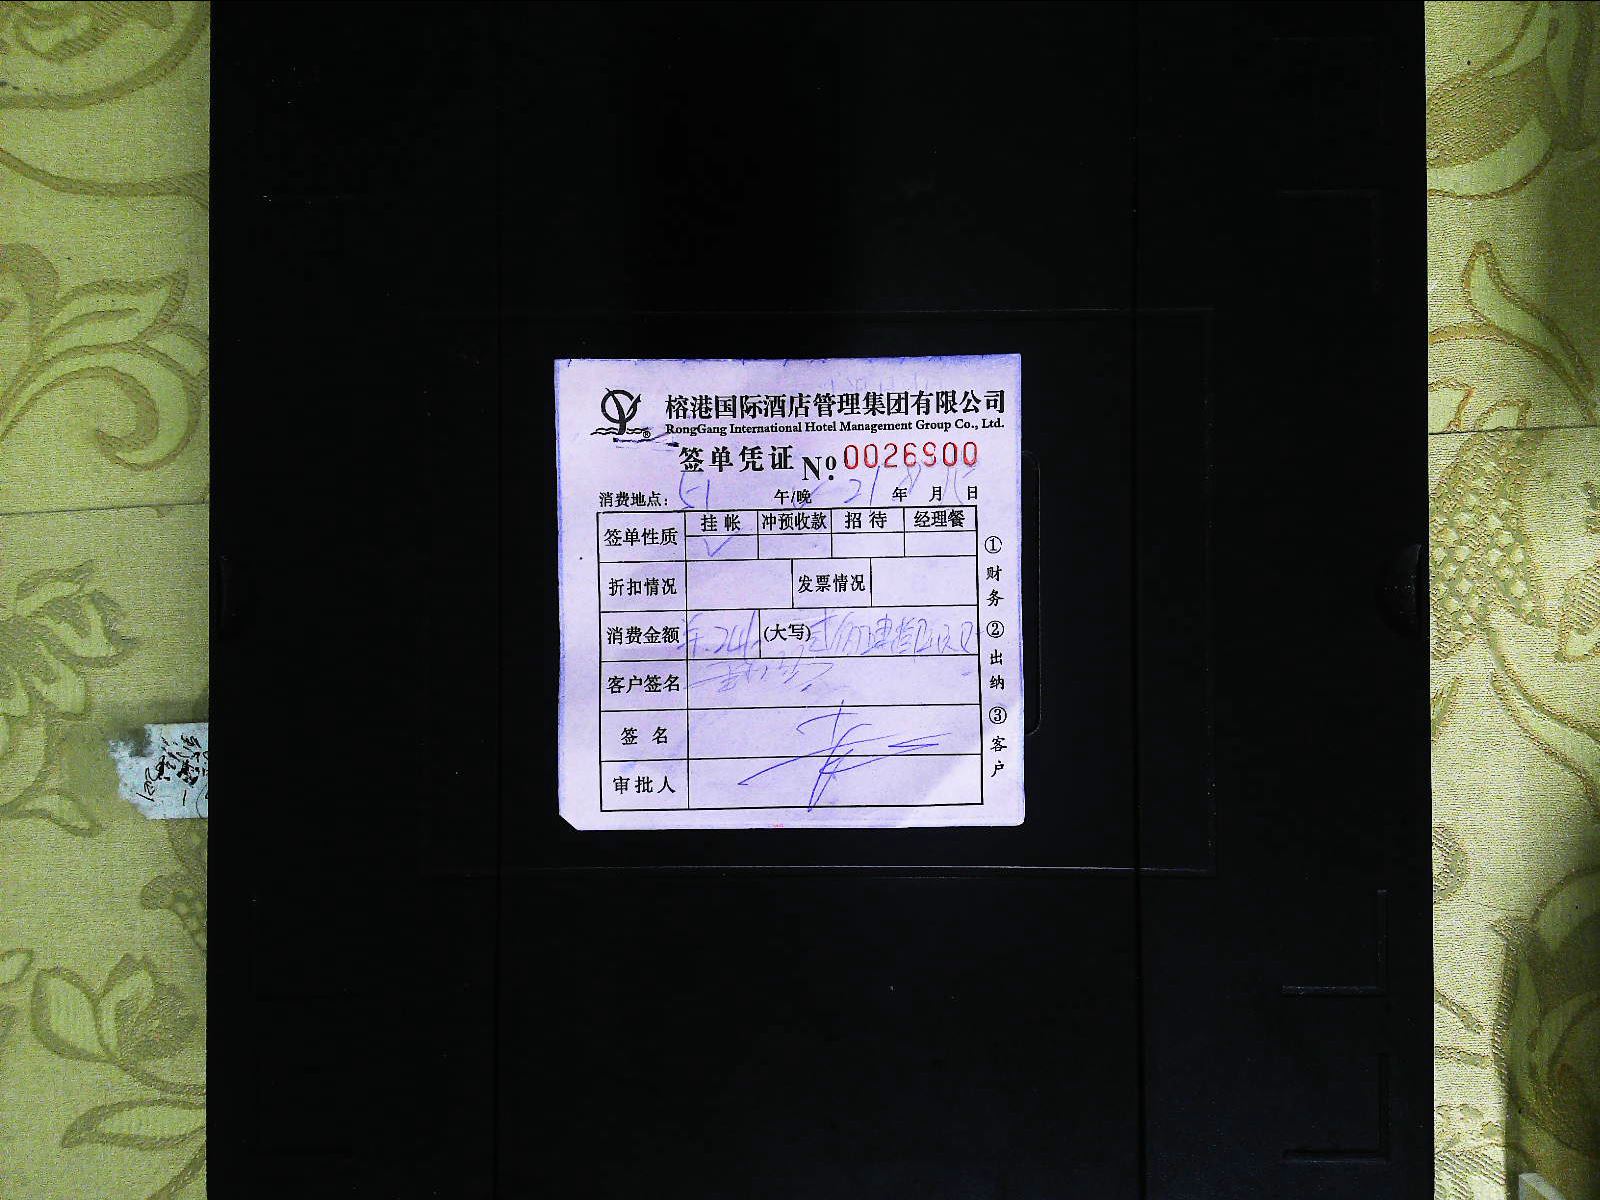 榕港国际酒店管理集团有限公司
RongGang International Hotel Management Group Co., Ltd.
签单凭证 No. 0026900
消费地点: 51 午/晚 21年8月 日
签单性质 挂帐 冲预收款 招待 经理餐
√
折扣情况 发票情况
消费金额 (大写)
客户签名
签名
审批人
①财务 ②出纳 ③客户